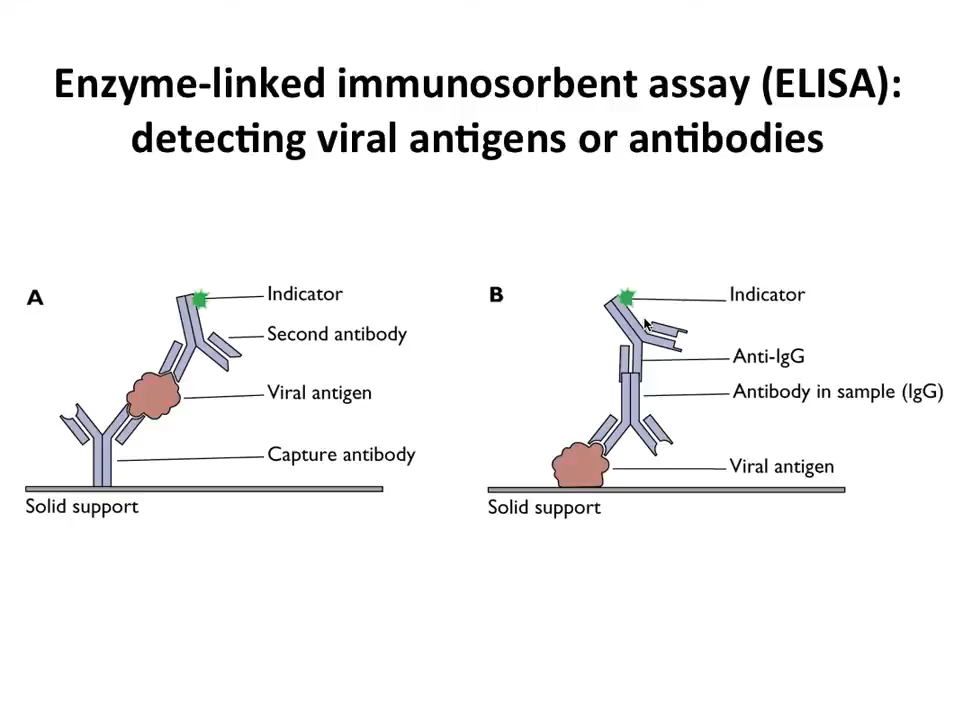 Enzyme-linked immunosorbent assay (ELISA):
detecting viral antigens or antibodies
A
Indicator
Second antibody
Viral antigen
Capture antibody
Solid support
B
Indicator
Anti-IgG
Antibody in sample (IgG)
Viral antigen
Solid support